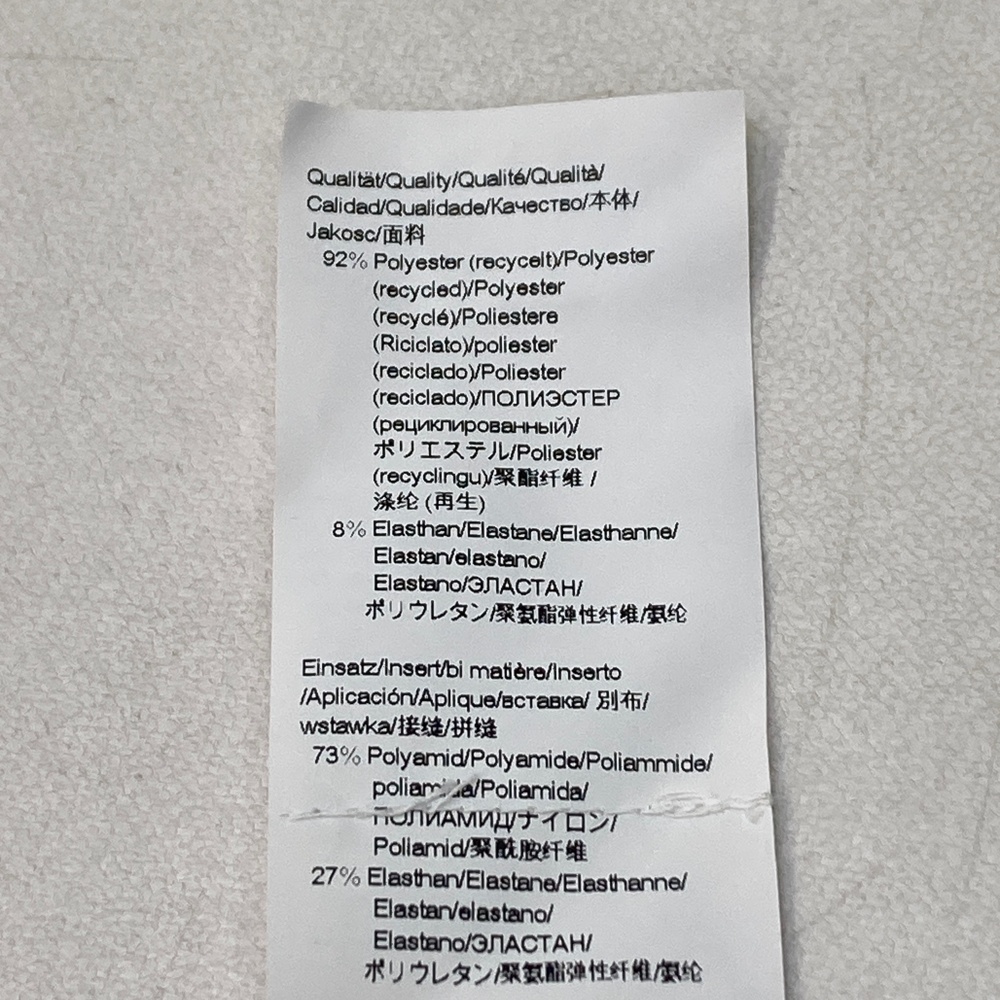 Qualität/Quality/Qualité/Qualità/
Calidad/Qualidade/Качество/本体/
Jakosc/面料
92% Polyester (recycelt)/Polyester
(recycled)/Polyester
(recyclé)/Poliestere
(Riciclato)/poliester
(reciclado)/Poliester
(reciclado)/ПОЛИЭСТЕР
(рециклированный)/
ポリエステル/Poliester
(recyclingu)/聚酯纤维 /
涤纶 (再生)
8% Elasthan/Elastane/Elasthanne/
Elastan/elastano/
Elastano/ЭЛАСТАН/
ポリウレタン/聚氨酯弹性纤维/氨纶
Einsatz/Insert/bi matière/Inserto
/Aplicación/Aplique/вставка/ 別布/
wstawka/接缝/拼缝
73% Polyamid/Polyamide/Poliammide/
poliamida/Poliamida/
ПОЛИАМИД/ナイロン/
Poliamid/聚酰胺纤维
27% Elasthan/Elastane/Elasthanne/
Elastan/elastano/
Elastano/ЭЛАСТАН/
ポリウレタン/聚氨酯弹性纤维/氨纶